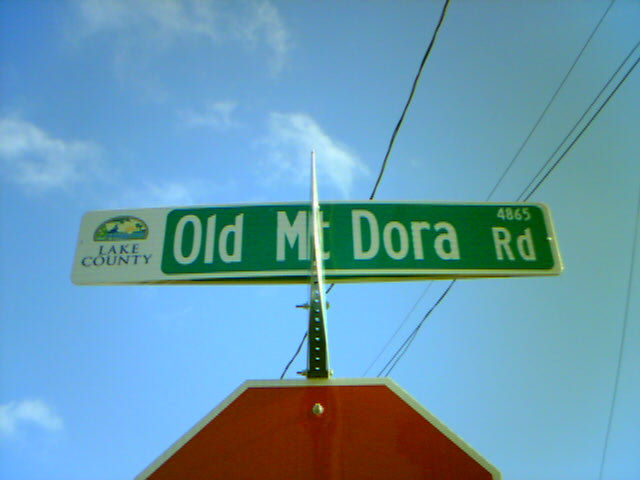 LAKE
COUNTY
Old Mt Dora Rd
4865